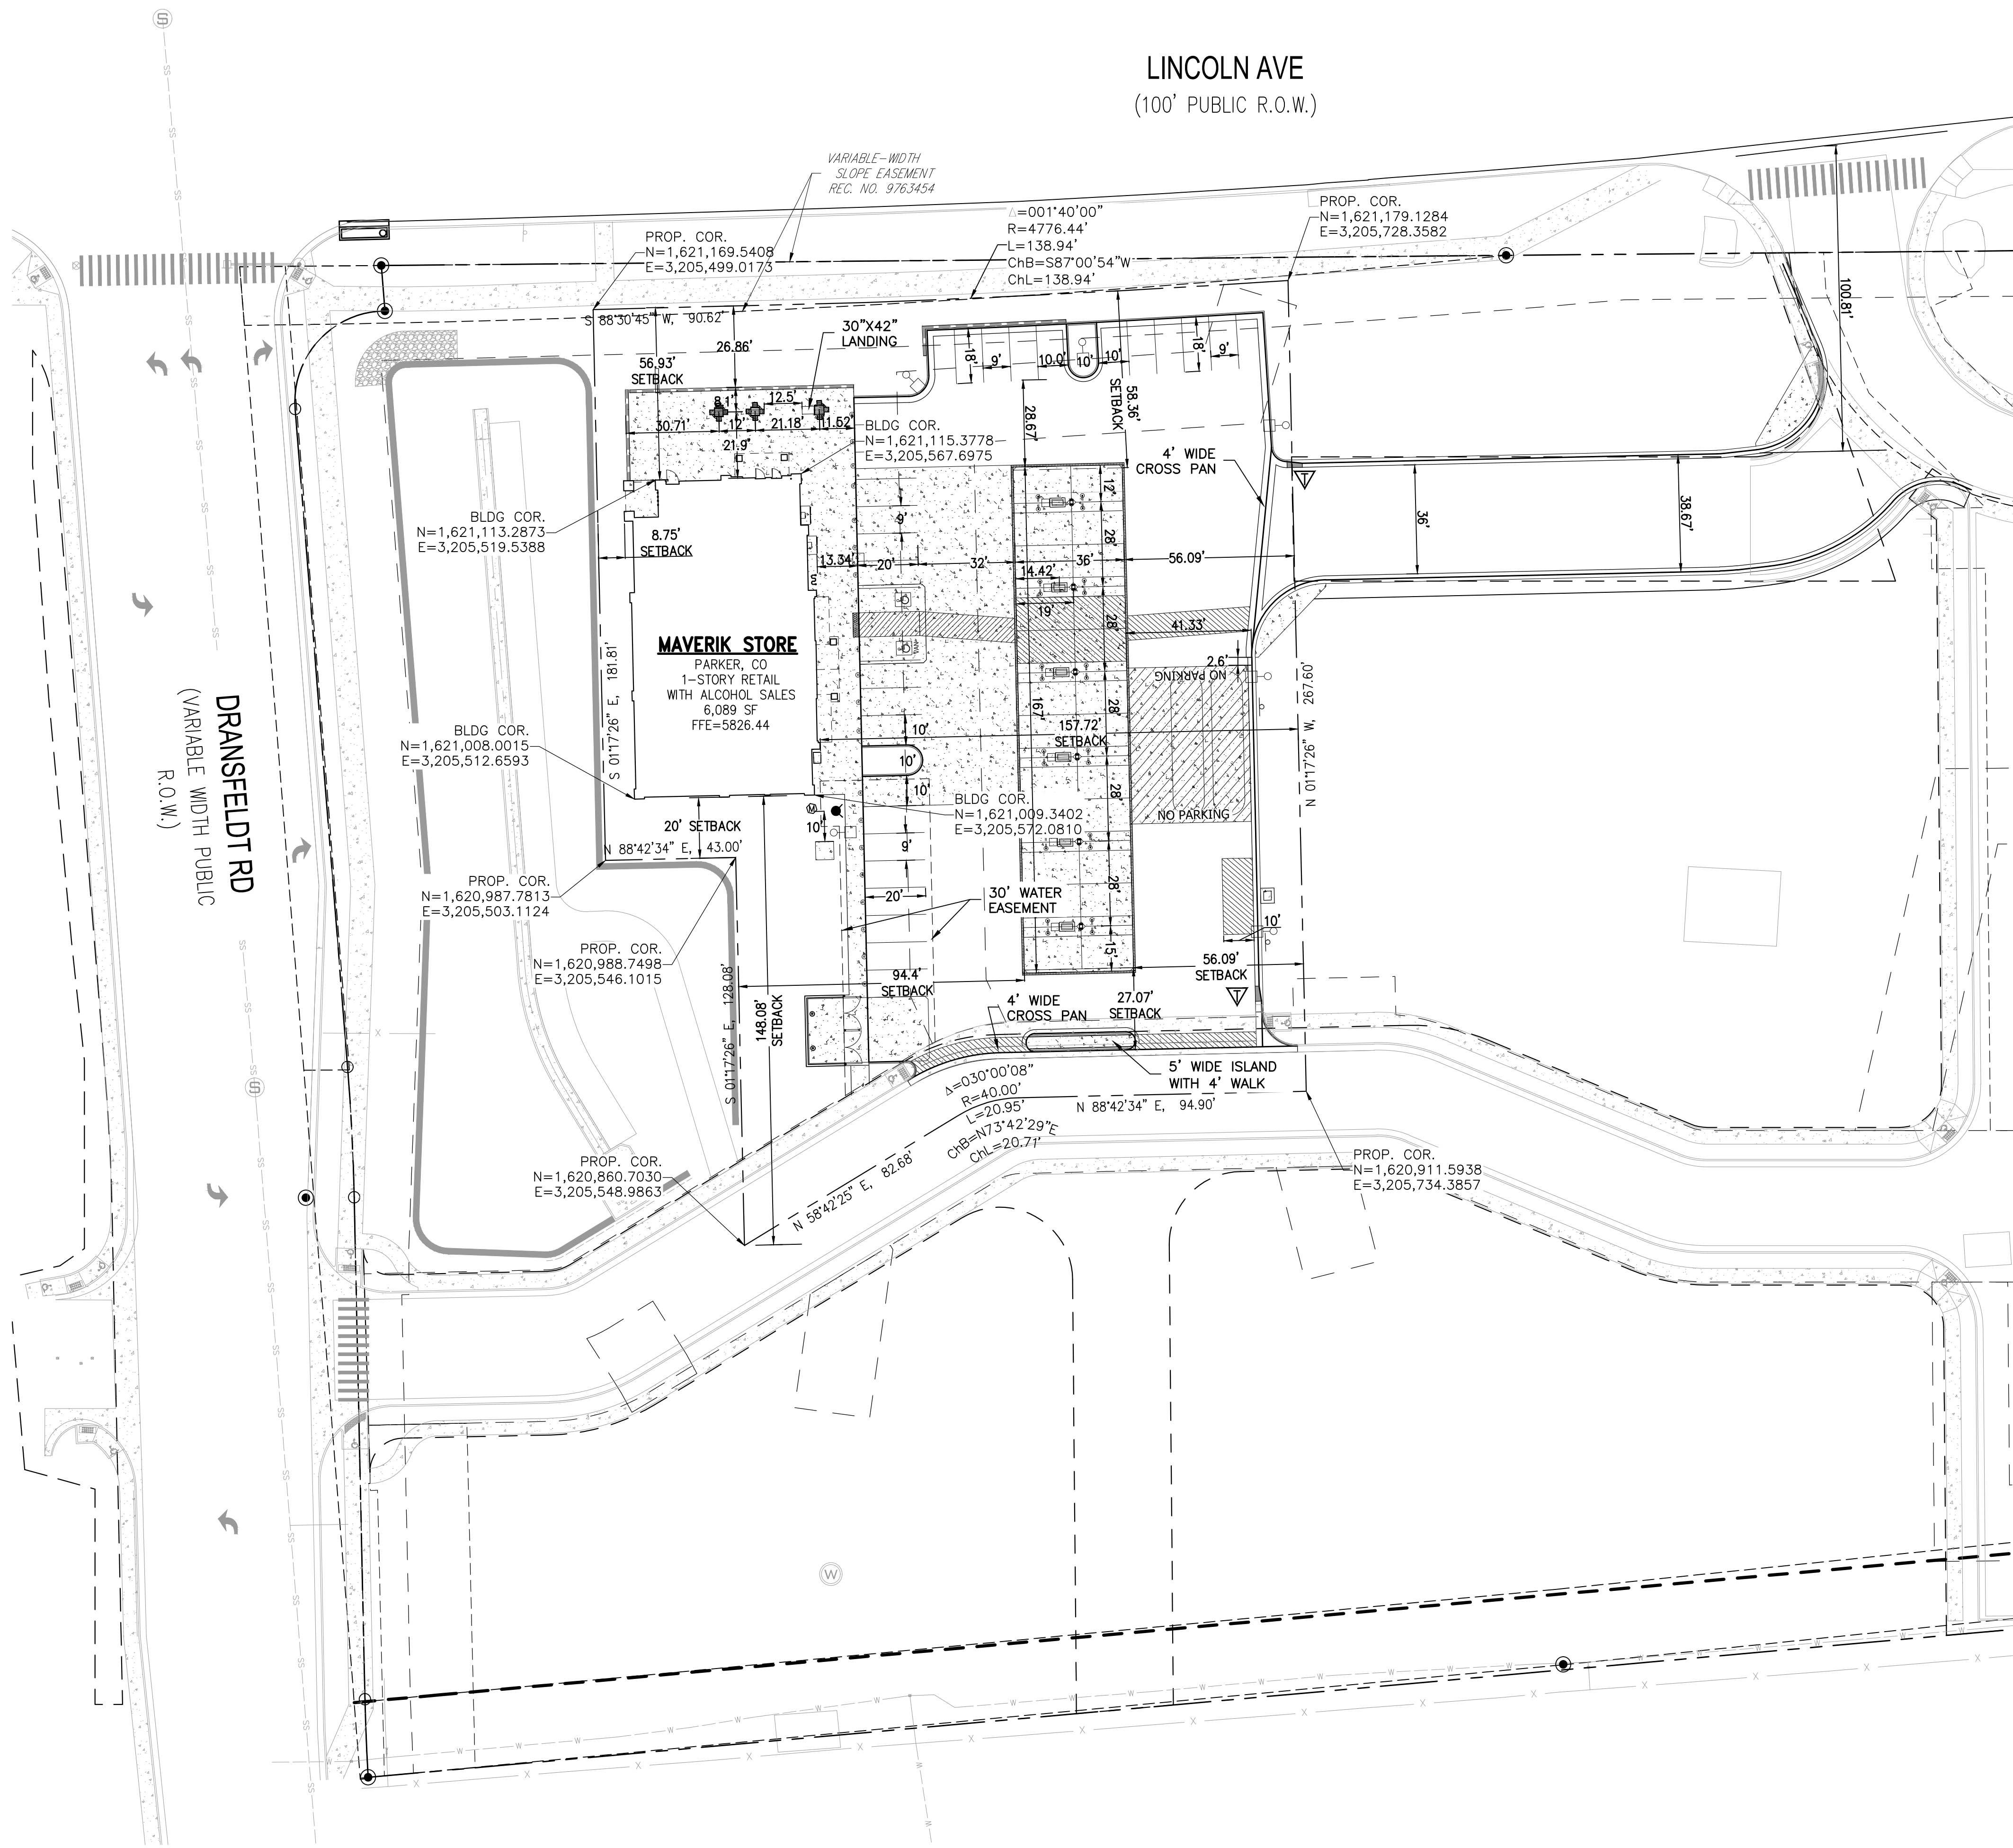 LINCOLN AVE
(100' PUBLIC R.O.W.)
VARIABLE-WIDTH
SLOPE EASEMENT
REC. NO. 9763454
Δ=001°40'00"
R=4776.44'
L=138.94'
ChB=S87°00'54"W
ChL=138.94'
PROP. COR.
N=1,621,179.1284
E=3,205,728.3582
PROP. COR.
N=1,621,169.5408
E=3,205,499.0173
S 88°30'45" W, 90.62'
30"X42"
LANDING
26.86'
56.93'
SETBACK
8.1'
12.5'
30.71'
12'
21.18'
11.52'
21.9'
18'
9'
10.0'
10'
10'
18'
9'
58.36'
SETBACK
28.67'
100.81'
BLDG COR.
N=1,621,115.3778
E=3,205,567.6975
4' WIDE
CROSS PAN
T
36'
38.67'
BLDG COR.
N=1,621,113.2873
E=3,205,519.5388
8.75'
SETBACK
9'
12'
28'
13.34'
20'
32'
36'
56.09'
14.42'
19'
28'
41.33'
2.6'
NO PARKING
MAVERIK STORE
PARKER, CO
1-STORY RETAIL
WITH ALCOHOL SALES
6,089 SF
FFE=5826.44
S 01°17'26" E, 181.81'
N 01°17'26" W, 267.60'
DRANSFELDT RD
(VARIABLE WIDTH PUBLIC
R.O.W.)
VAN
167'
28'
157.72'
SETBACK
BLDG COR.
N=1,621,008.0015
E=3,205,512.6593
10'
10'
10'
28'
NO PARKING
BLDG COR.
N=1,621,009.3402
E=3,205,572.0810
M
10'
20' SETBACK
N 88°42'34" E, 43.00'
9'
20'
28'
30' WATER
EASEMENT
PROP. COR.
N=1,620,987.7813
E=3,205,503.1124
PROP. COR.
N=1,620,988.7498
E=3,205,546.1015
10'
15'
56.09'
SETBACK
T
94.4'
SETBACK
4' WIDE
CROSS PAN
27.07'
SETBACK
S 01°17'26" E, 128.08'
148.08'
SETBACK
5' WIDE ISLAND
WITH 4' WALK
Δ=030°00'08"
R=40.00'
L=20.95'
ChB=N73°42'29"E
ChL=20.71'
N 88°42'34" E, 94.90'
N 58°42'25" E, 82.68'
PROP. COR.
N=1,620,860.7030
E=3,205,548.9863
PROP. COR.
N=1,620,911.5938
E=3,205,734.3857
S
S
SS
W
W
X